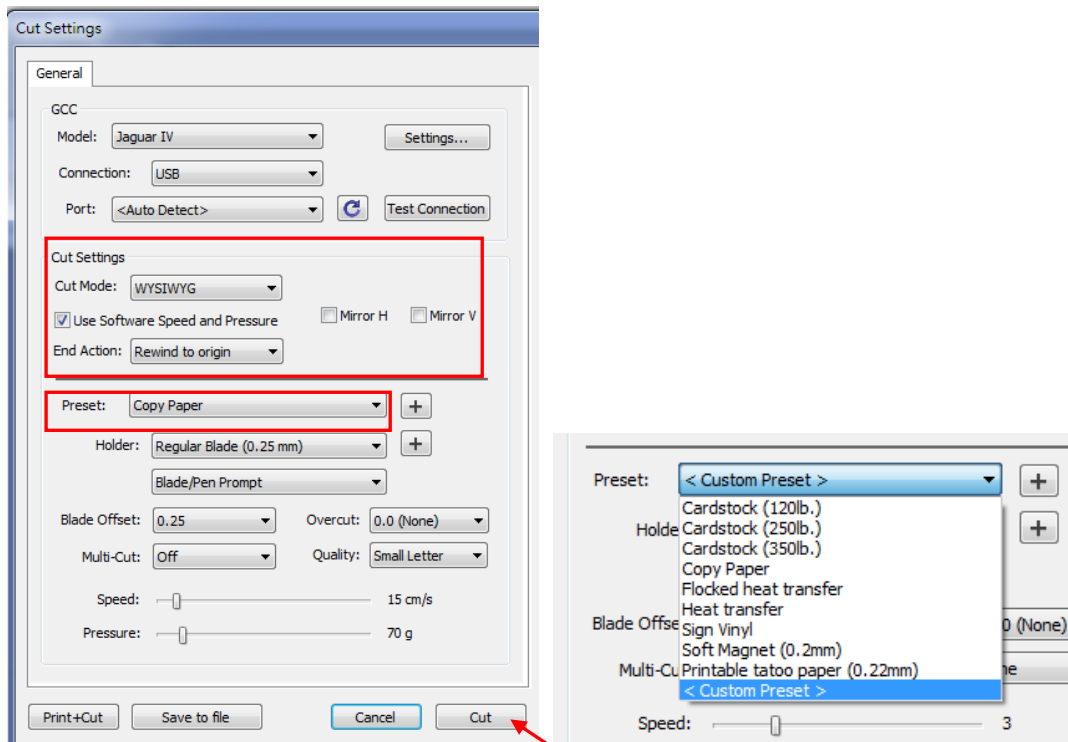 Cut Settings
General
GCC
Model: Jaguar IV Settings...
Connection: USB
Port: <Auto Detect> Test Connection
Cut Settings
Cut Mode: WYSIWYG
Use Software Speed and Pressure Mirror H Mirror V
End Action: Rewind to origin
Preset: Copy Paper +
Holder: Regular Blade (0.25 mm) +
Blade/Pen Prompt
Blade Offset: 0.25 Overcut: 0.0 (None)
Multi-Cut: Off Quality: Small Letter
Speed: 15 cm/s
Pressure: 70 g
Print+Cut Save to file Cancel Cut
Preset: < Custom Preset > +
Cardstock (120lb.)
Holde Cardstock (250lb.) +
Cardstock (350lb.)
Copy Paper
Flocked heat transfer
Heat transfer
Blade Offse Sign Vinyl 0 (None)
Soft Magnet (0.2mm)
Multi-Cu Printable tatoo paper (0.22mm) ne
< Custom Preset >
Speed: 3